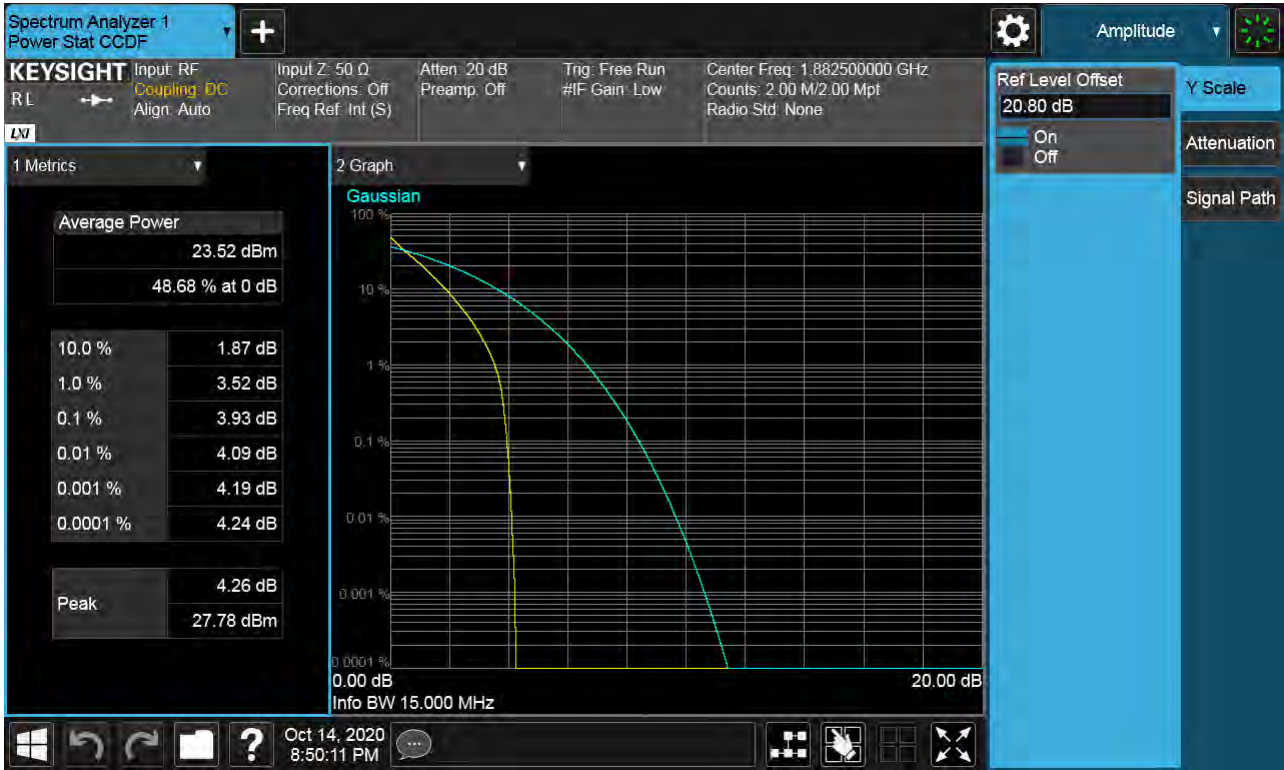 Spectrum Analyzer 1
Power Stat CCDF
+
Amplitude
KEYSIGHT
RL
LXI
Input: RF
Coupling: DC
Align: Auto
Input Z: 50 Ω
Corrections: Off
Freq Ref: Int (S)
Atten: 20 dB
Preamp: Off
Trig: Free Run
#IF Gain: Low
Center Freq: 1.882500000 GHz
Counts: 2.00 M/2.00 Mpt
Radio Std: None
Ref Level Offset
20.80 dB
On
Off
Y Scale
Attenuation
Signal Path
1 Metrics
Average Power
23.52 dBm
48.68 % at 0 dB
10.0 % 1.87 dB
1.0 % 3.52 dB
0.1 % 3.93 dB
0.01 % 4.09 dB
0.001 % 4.19 dB
0.0001 % 4.24 dB
Peak
4.26 dB
27.78 dBm
2 Graph
Gaussian
100 %
10 %
1 %
0.1 %
0.01 %
0.001 %
0.0001 %
0.00 dB 20.00 dB
Info BW 15.000 MHz
?
Oct 14, 2020
8:50:11 PM